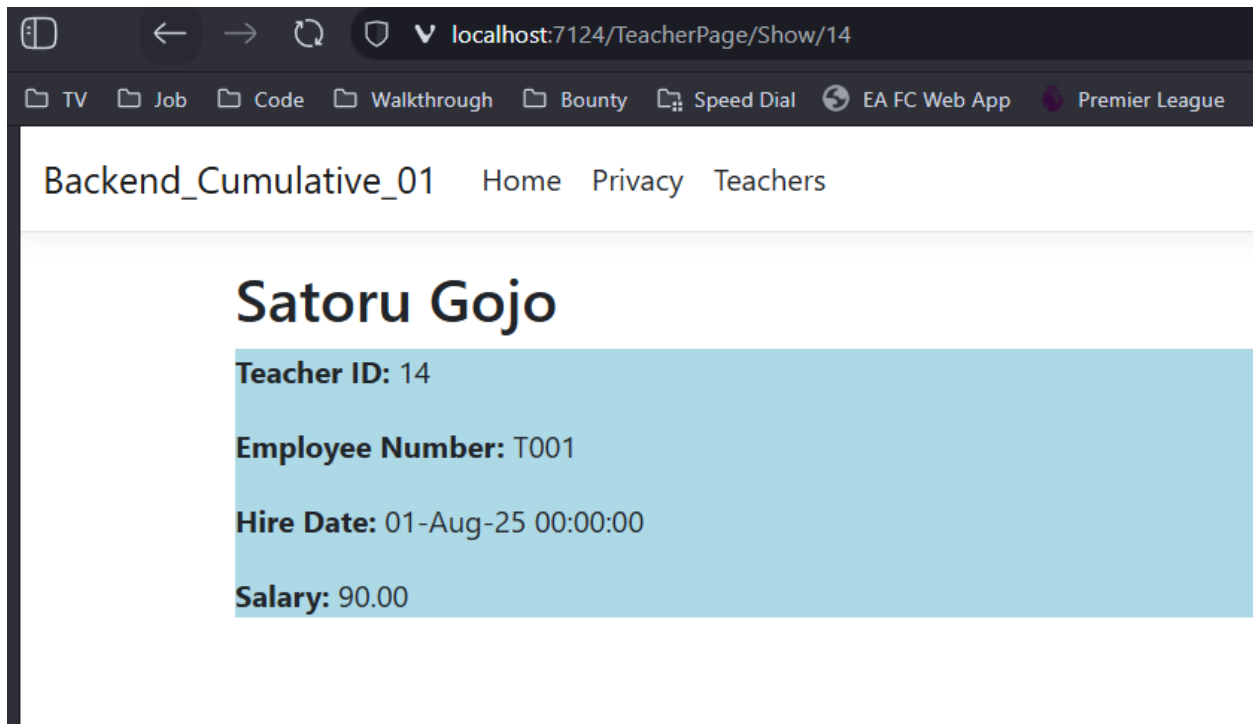 localhost:7124/TeacherPage/Show/14
TV Job Code Walkthrough Bounty Speed Dial EA FC Web App Premier League
Backend_Cumulative_01 Home Privacy Teachers
Satoru Gojo
Teacher ID: 14
Employee Number: T001
Hire Date: 01-Aug-25 00:00:00
Salary: 90.00